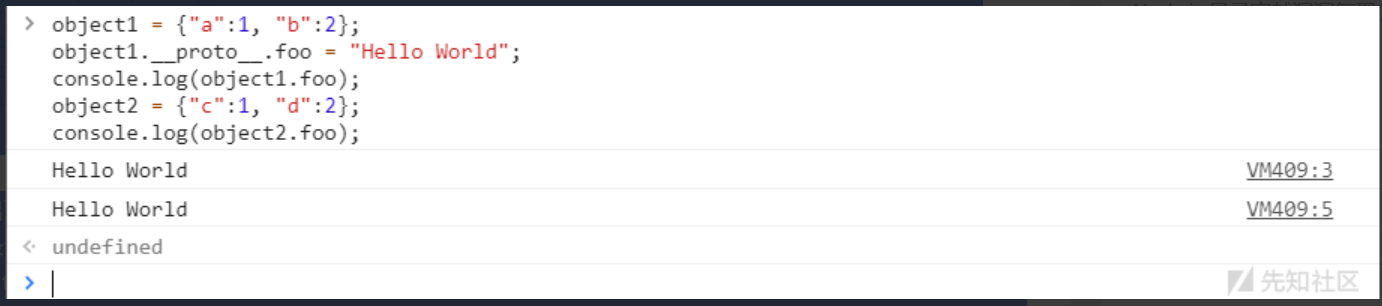 > object1 = {"a":1, "b":2};
object1.__proto__.foo = "Hello World";
console.log(object1.foo);
object2 = {"c":1, "d":2};
console.log(object2.foo);
Hello World VM409:3
Hello World VM409:5
undefined
>
先知社区